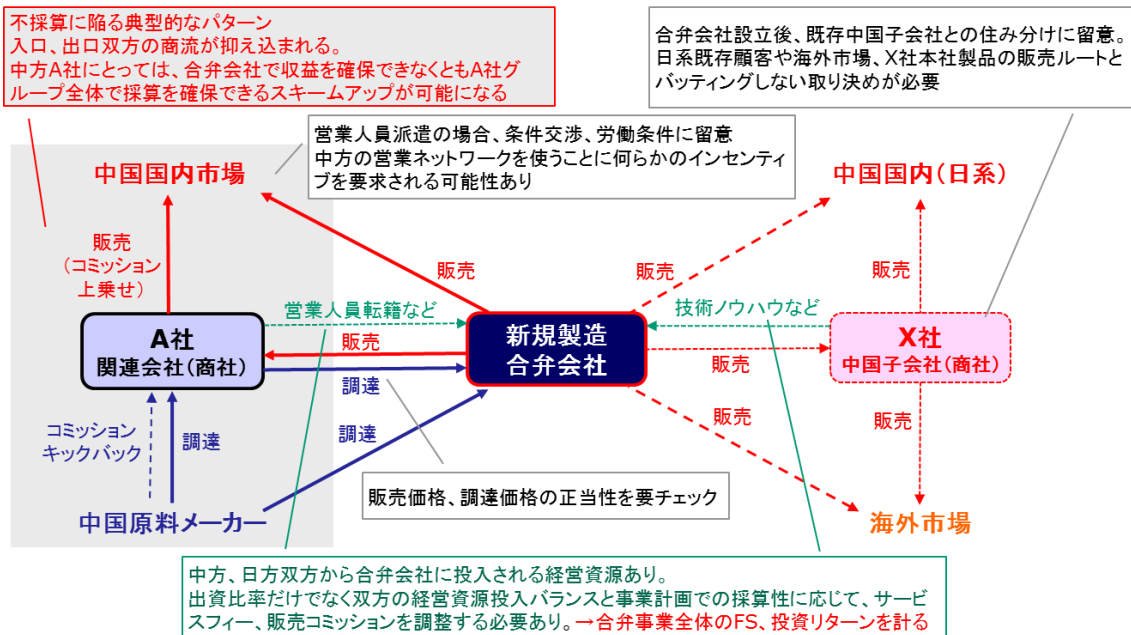 不採算に陥る典型的なパターン
入口、出口双方の商流が抑え込まれる。
中方A社にとっては、合弁会社で収益を確保できなくともA社グ
ループ全体で採算を確保できるスキームアップが可能になる
合弁会社設立後、既存中国子会社との住み分けに留意。
日系既存顧客や海外市場、X社本社製品の販売ルートと
バッティングしない取り決めが必要
営業人員派遣の場合、条件交渉、労働条件に留意
中方の営業ネットワークを使うことに何らかのインセンティ
ブを要求される可能性あり
中国国内市場
中国国内(日系)
販売
(コミッション
上乗せ)
販売
販売
販売
営業人員転籍など
技術ノウハウなど
A社
関連会社(商社)
新規製造
合弁会社
X社
中国子会社(商社)
販売
販売
調達
コミッション
キックバック
調達
調達
販売
販売
販売価格、調達価格の正当性を要チェック
中国原料メーカー
海外市場
中方、日方双方から合弁会社に投入される経営資源あり。
出資比率だけでなく双方の経営資源投入バランスと事業計画での採算性に応じて、サービ
スフィー、販売コミッションを調整する必要あり。→合弁事業全体のFS、投資リターンを計る